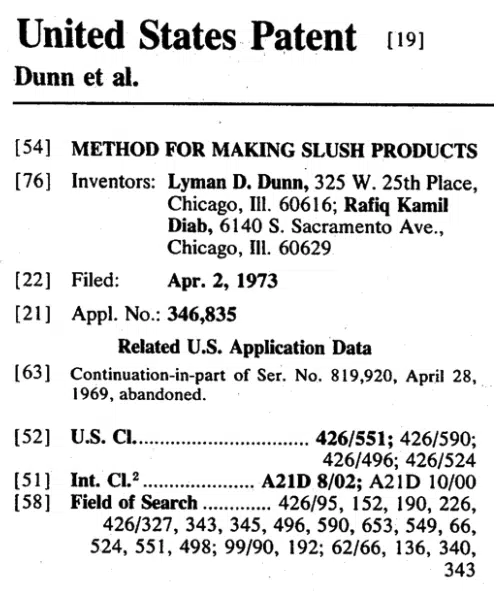 United States Patent [19]
Dunn et al.
[54] METHOD FOR MAKING SLUSH PRODUCTS
[76] Inventors: Lyman D. Dunn, 325 W. 25th Place,
Chicago, Ill. 60616; Rafiq Kamil
Diab, 6140 S. Sacramento Ave.,
Chicago, Ill. 60629
[22] Filed: Apr. 2, 1973
[21] Appl. No.: 346,835
Related U.S. Application Data
[63] Continuation-in-part of Ser. No. 819,920, April 28,
1969, abandoned.
[52] U.S. Cl................................. 426/551; 426/590;
426/496; 426/524
[51] Int. Cl.² ...................... A21D 8/02; A21D 10/00
[58] Field of Search ............. 426/95, 152, 190, 226,
426/327, 343, 345, 496, 590, 653, 549, 66,
524, 551, 498; 99/90, 192; 62/66, 136, 340,
343